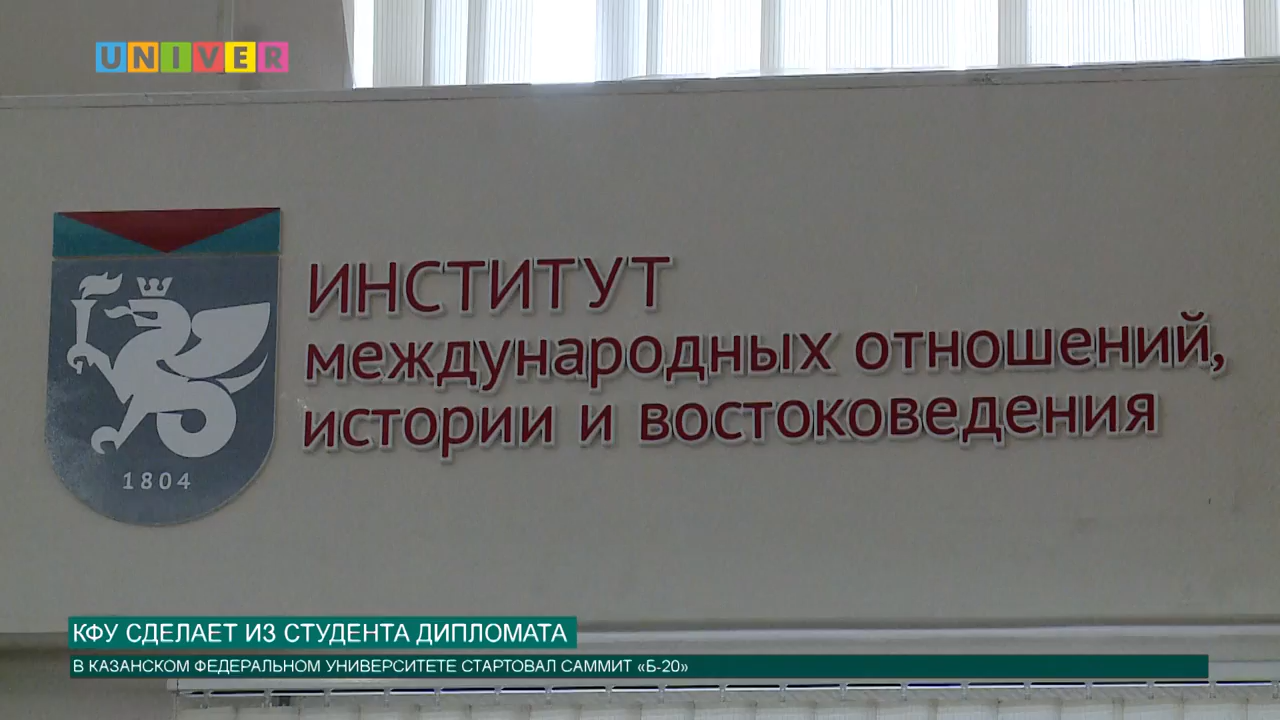 UNIVER
ИНСТИТУТ
международных отношений,
истории и востоковедения
1804
КФУ СДЕЛАЕТ ИЗ СТУДЕНТА ДИПЛОМАТА
В КАЗАНСКОМ ФЕДЕРАЛЬНОМ УНИВЕРСИТЕТЕ СТАРТОВАЛ САММИТ «Б-20»